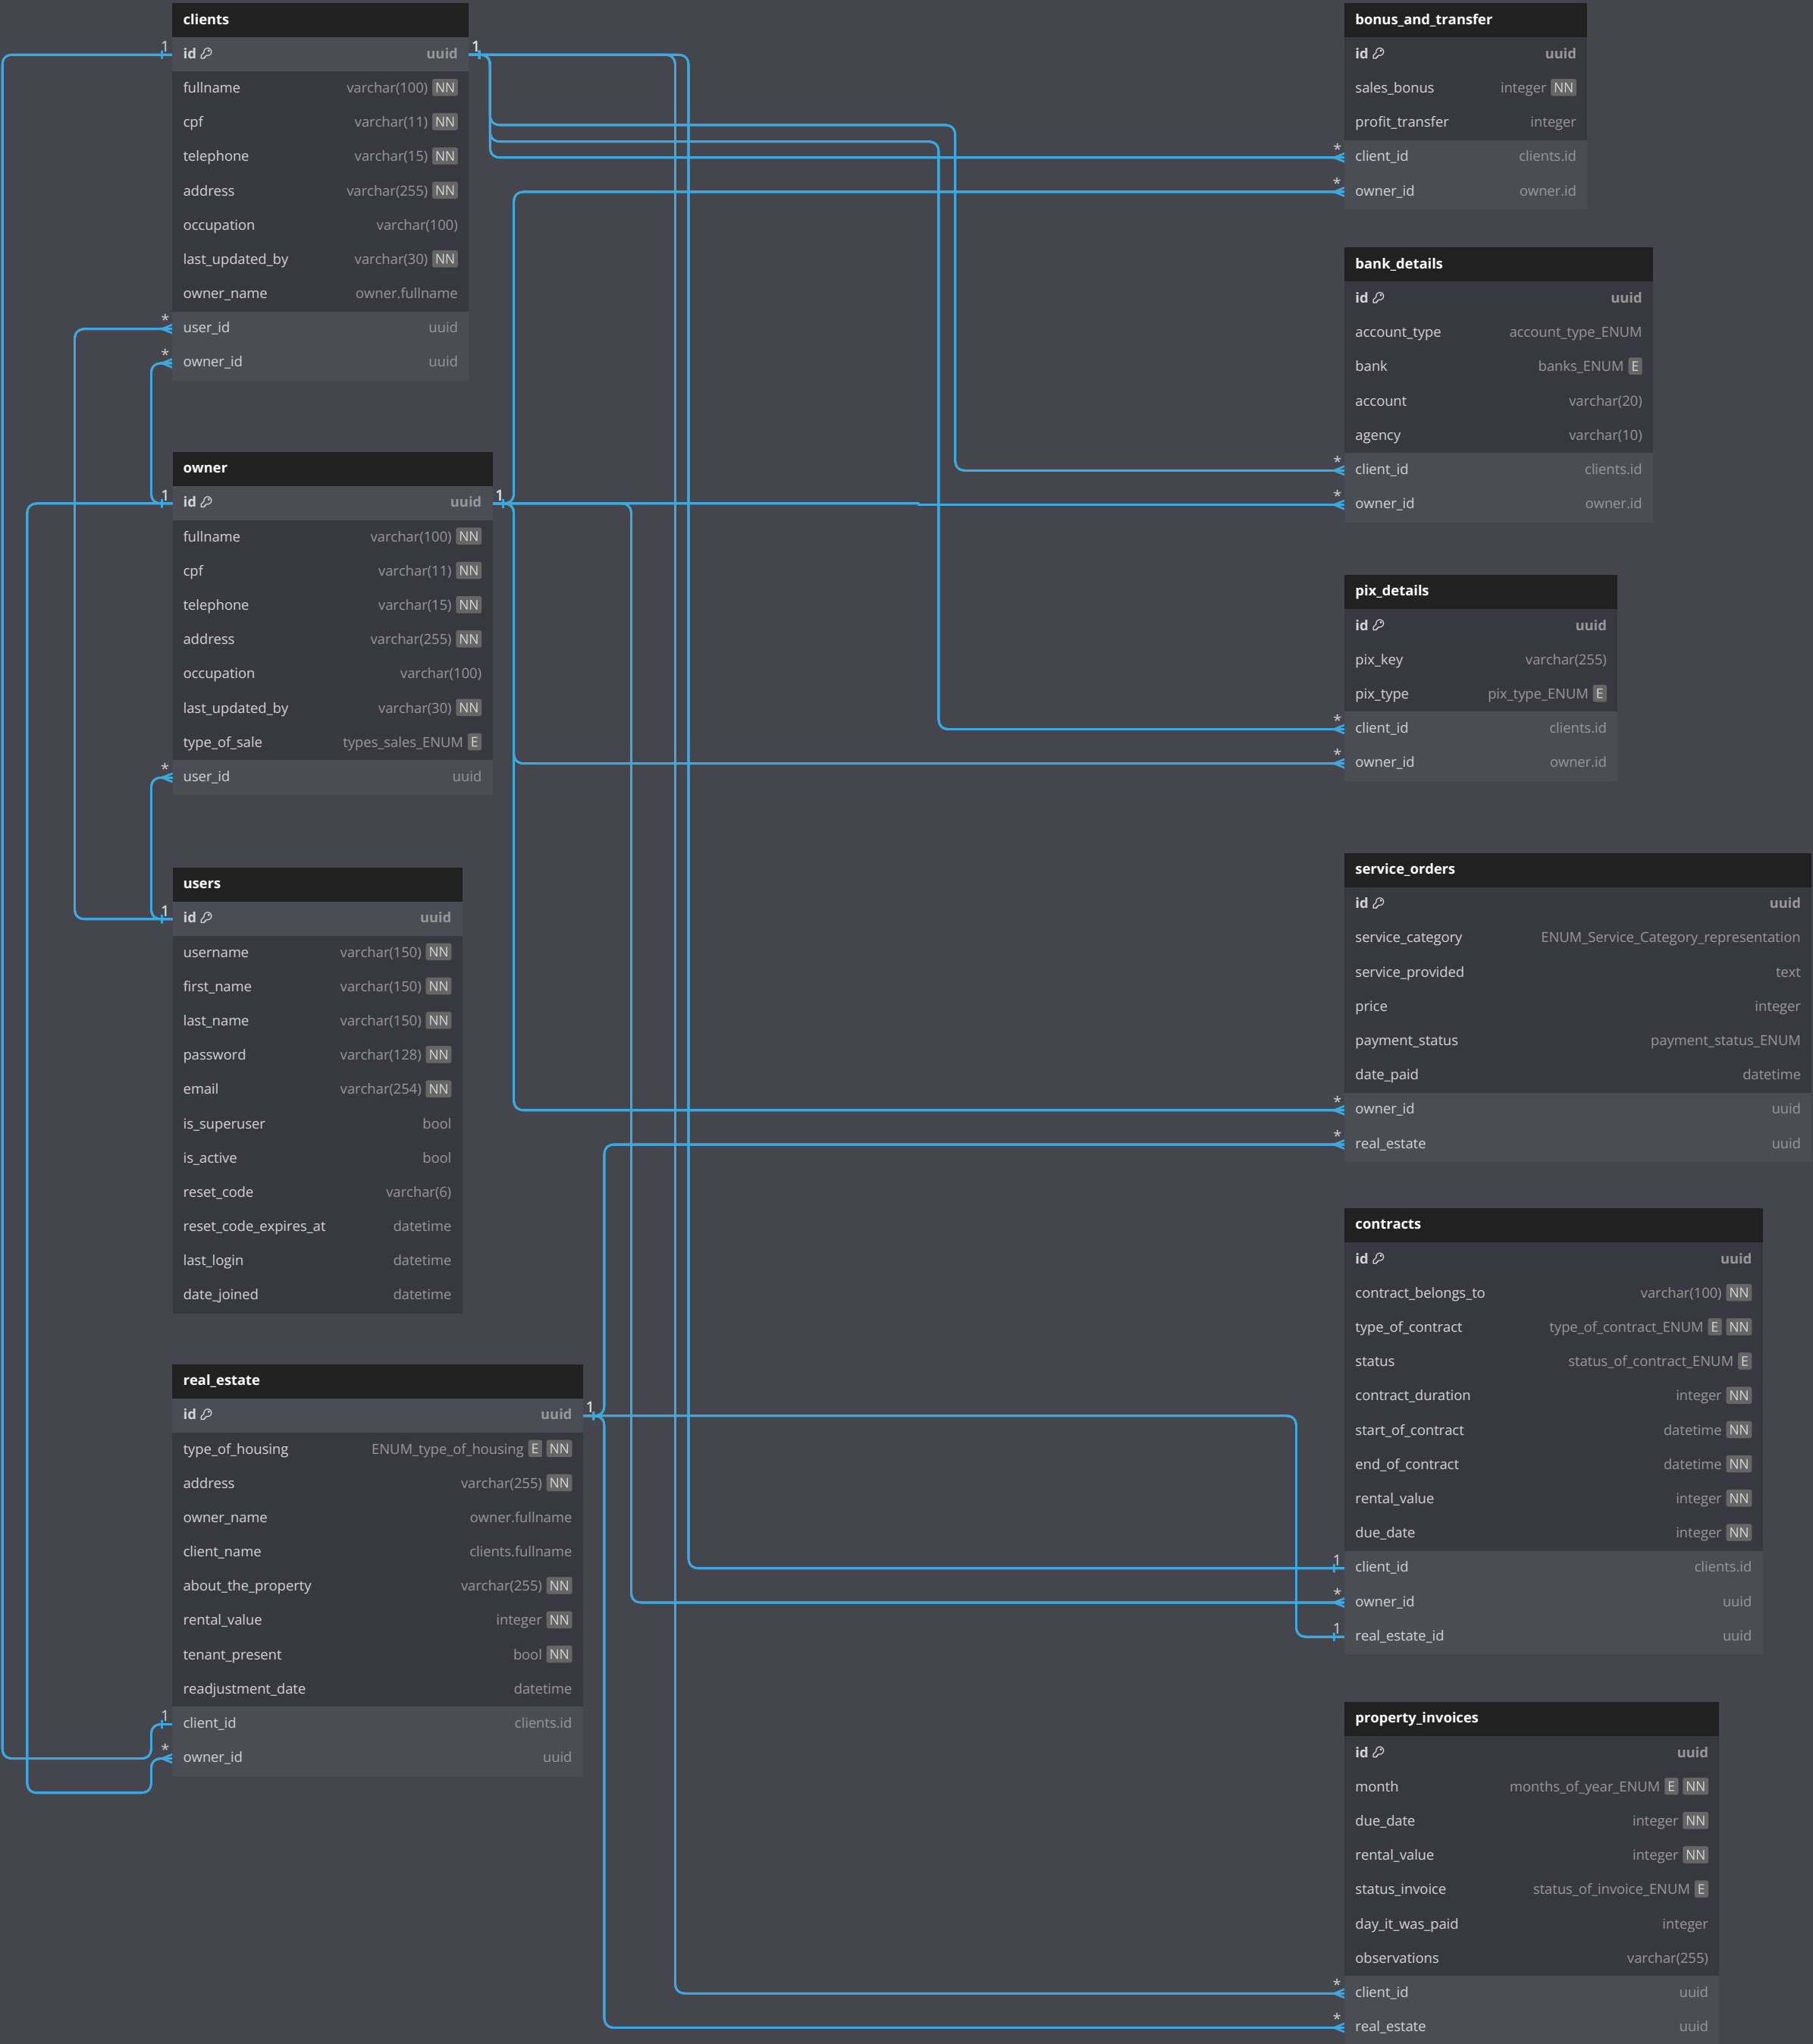 clients
1 id uuid 1
fullname varchar(100) NN
cpf varchar(11) NN
telephone varchar(15) NN
address varchar(255) NN
occupation varchar(100)
last_updated_by varchar(30) NN
owner_name owner.fullname
* user_id uuid
* owner_id uuid
owner
1 id uuid 1
fullname varchar(100) NN
cpf varchar(11) NN
telephone varchar(15) NN
address varchar(255) NN
occupation varchar(100)
last_updated_by varchar(30) NN
type_of_sale types_sales_ENUM E
* user_id uuid
users
1 id uuid
username varchar(150) NN
first_name varchar(150) NN
last_name varchar(150) NN
password varchar(128) NN
email varchar(254) NN
is_superuser bool
is_active bool
reset_code varchar(6)
reset_code_expires_at datetime
last_login datetime
date_joined datetime
real_estate
id uuid 1
type_of_housing ENUM_type_of_housing E NN
address varchar(255) NN
owner_name owner.fullname
client_name clients.fullname
about_the_property varchar(255) NN
rental_value integer NN
tenant_present bool NN
readjustment_date datetime
1 client_id clients.id
* owner_id uuid
bonus_and_transfer
id uuid
sales_bonus integer NN
profit_transfer integer
* client_id clients.id
* owner_id owner.id
bank_details
id uuid
account_type account_type_ENUM
bank banks_ENUM E
account varchar(20)
agency varchar(10)
* client_id clients.id
* owner_id owner.id
pix_details
id uuid
pix_key varchar(255)
pix_type pix_type_ENUM E
* client_id clients.id
* owner_id owner.id
service_orders
id uuid
service_category ENUM_Service_Category_representation
service_provided text
price integer
payment_status payment_status_ENUM
date_paid datetime
* owner_id uuid
* real_estate uuid
contracts
id uuid
contract_belongs_to varchar(100) NN
type_of_contract type_of_contract_ENUM E NN
status status_of_contract_ENUM E
contract_duration integer NN
start_of_contract datetime NN
end_of_contract datetime NN
rental_value integer NN
due_date integer NN
1 client_id clients.id
* owner_id uuid
1 real_estate_id uuid
property_invoices
id uuid
month months_of_year_ENUM E NN
due_date integer NN
rental_value integer NN
status_invoice status_of_invoice_ENUM E
day_it_was_paid integer
observations varchar(255)
* client_id uuid
* real_estate uuid